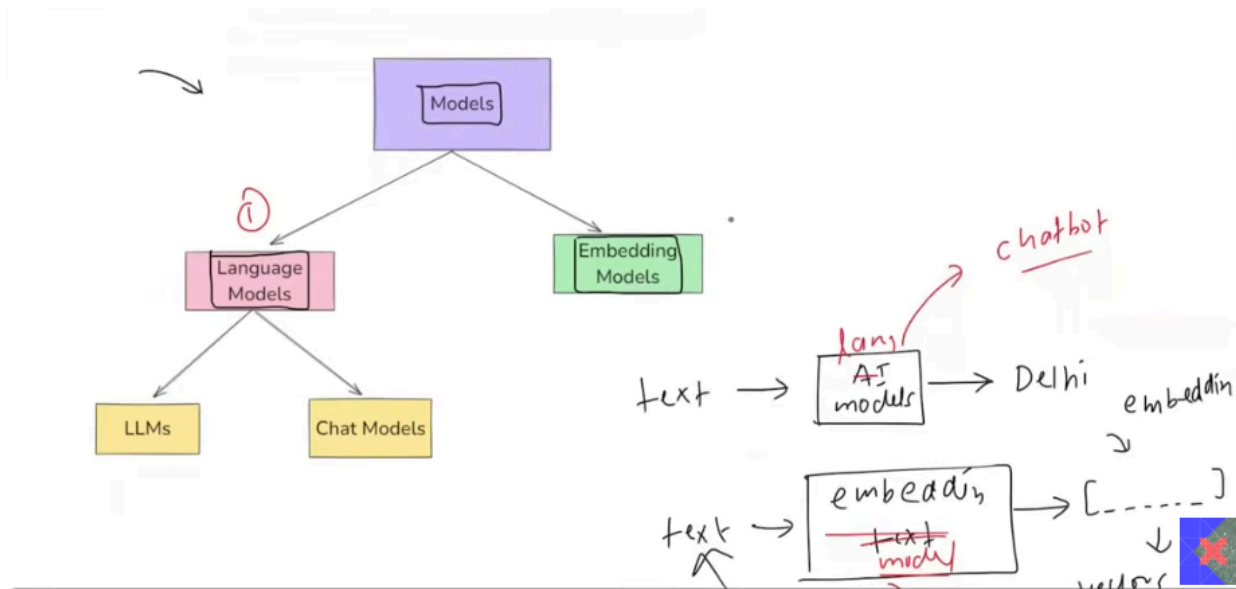 Models
①
Language
Models
Embedding
Models
LLMs
Chat Models
chatbot
lang
AI
models
text
Delhi
embeddin
text
embeddin
text
model
[------]
vectors